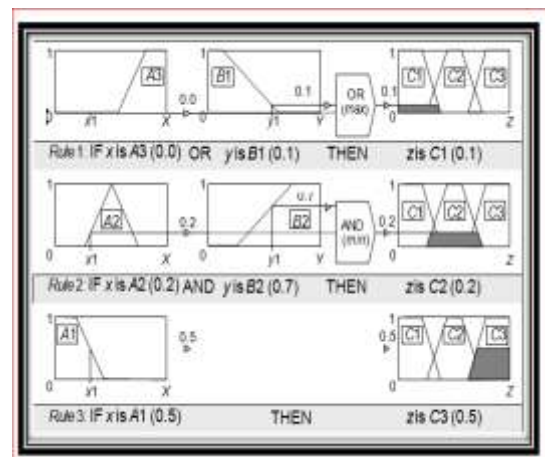 1 A3 1 B1 1 C1 C2 C3
0.0 0.1 OR (max) 0.1
0 x1 X 0 y1 Y 0 Z
Rule 1: IF x is A3 (0.0) OR y is B1 (0.1) THEN z is C1 (0.1)
1 A2 1 B2 1 C1 C2 C3
0.2 0.7 AND (min) 0.2
0 x1 X 0 y1 Y 0 Z
Rule 2: IF x is A2 (0.2) AND y is B2 (0.7) THEN z is C2 (0.2)
1 A1 1 C1 C2 C3
0.5 0.5
0 x1 X 0 Z
Rule 3: IF x is A1 (0.5) THEN z is C3 (0.5)